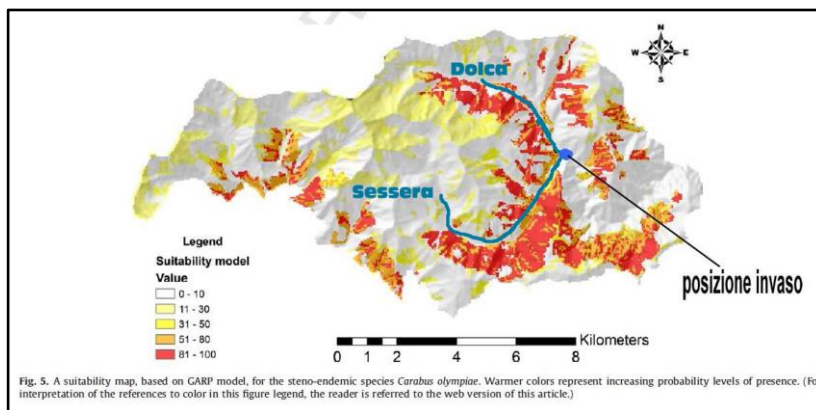 N
W E
S
Dolca
Sessera
posizione invaso
Legend
Suitability model
Value
0 - 10
11 - 30
31 - 50
51 - 80
81 - 100
Kilometers
0 1 2 4 6 8
Fig. 5. A suitability map, based on GARP model, for the steno-endemic species Carabus olympiae. Warmer colors represent increasing probability levels of presence. (Fo
interpretation of the references to color in this figure legend, the reader is referred to the web version of this article.)